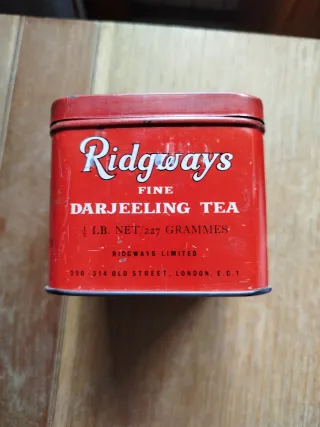 Ridgways
FINE
DARJEELING TEA
½ LB. NET 227 GRAMMES
RIDGWAYS LIMITED
OLD STREET, LONDON, E.C.1